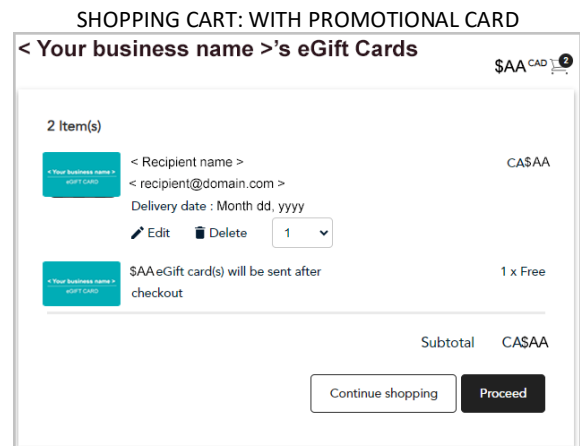 SHOPPING CART: WITH PROMOTIONAL CARD
< Your business name >'s eGift Cards
$AA CAD 2
2 Item(s)
< Your business name >
eGIFT CARD
< Recipient name >
CA$AA
< recipient@domain.com >
Delivery date : Month dd, yyyy
Edit Delete 1
< Your business name >
eGIFT CARD
$AA eGift card(s) will be sent after
1 x Free
checkout
Subtotal CA$AA
Continue shopping Proceed